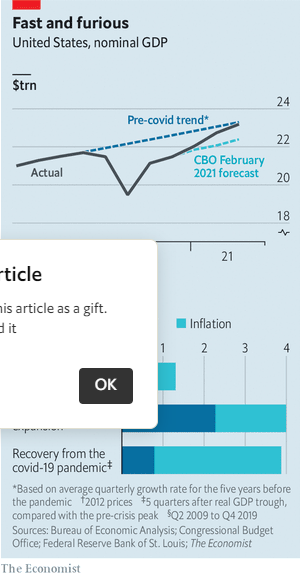 Fast and furious
United States, nominal GDP
$trn
24
Pre-covid trend*
22
Actual
CBO February
2021 forecast
20
18
21
rticle
his article as a gift.
d it
OK
Inflation
1 2 3 4
expansion
Recovery from the
covid-19 pandemic‡
*Based on average quarterly growth rate for the five years before
the pandemic †2012 prices ‡5 quarters after real GDP trough,
compared with the pre-crisis peak §Q2 2009 to Q4 2019
Sources: Bureau of Economic Analysis; Congressional Budget
Office; Federal Reserve Bank of St. Louis; The Economist
The Economist